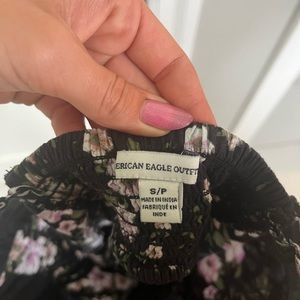 ERICAN EAGLE OUTF
S/P
MADE IN INDIA
FABRIQUÉ EN
INDE